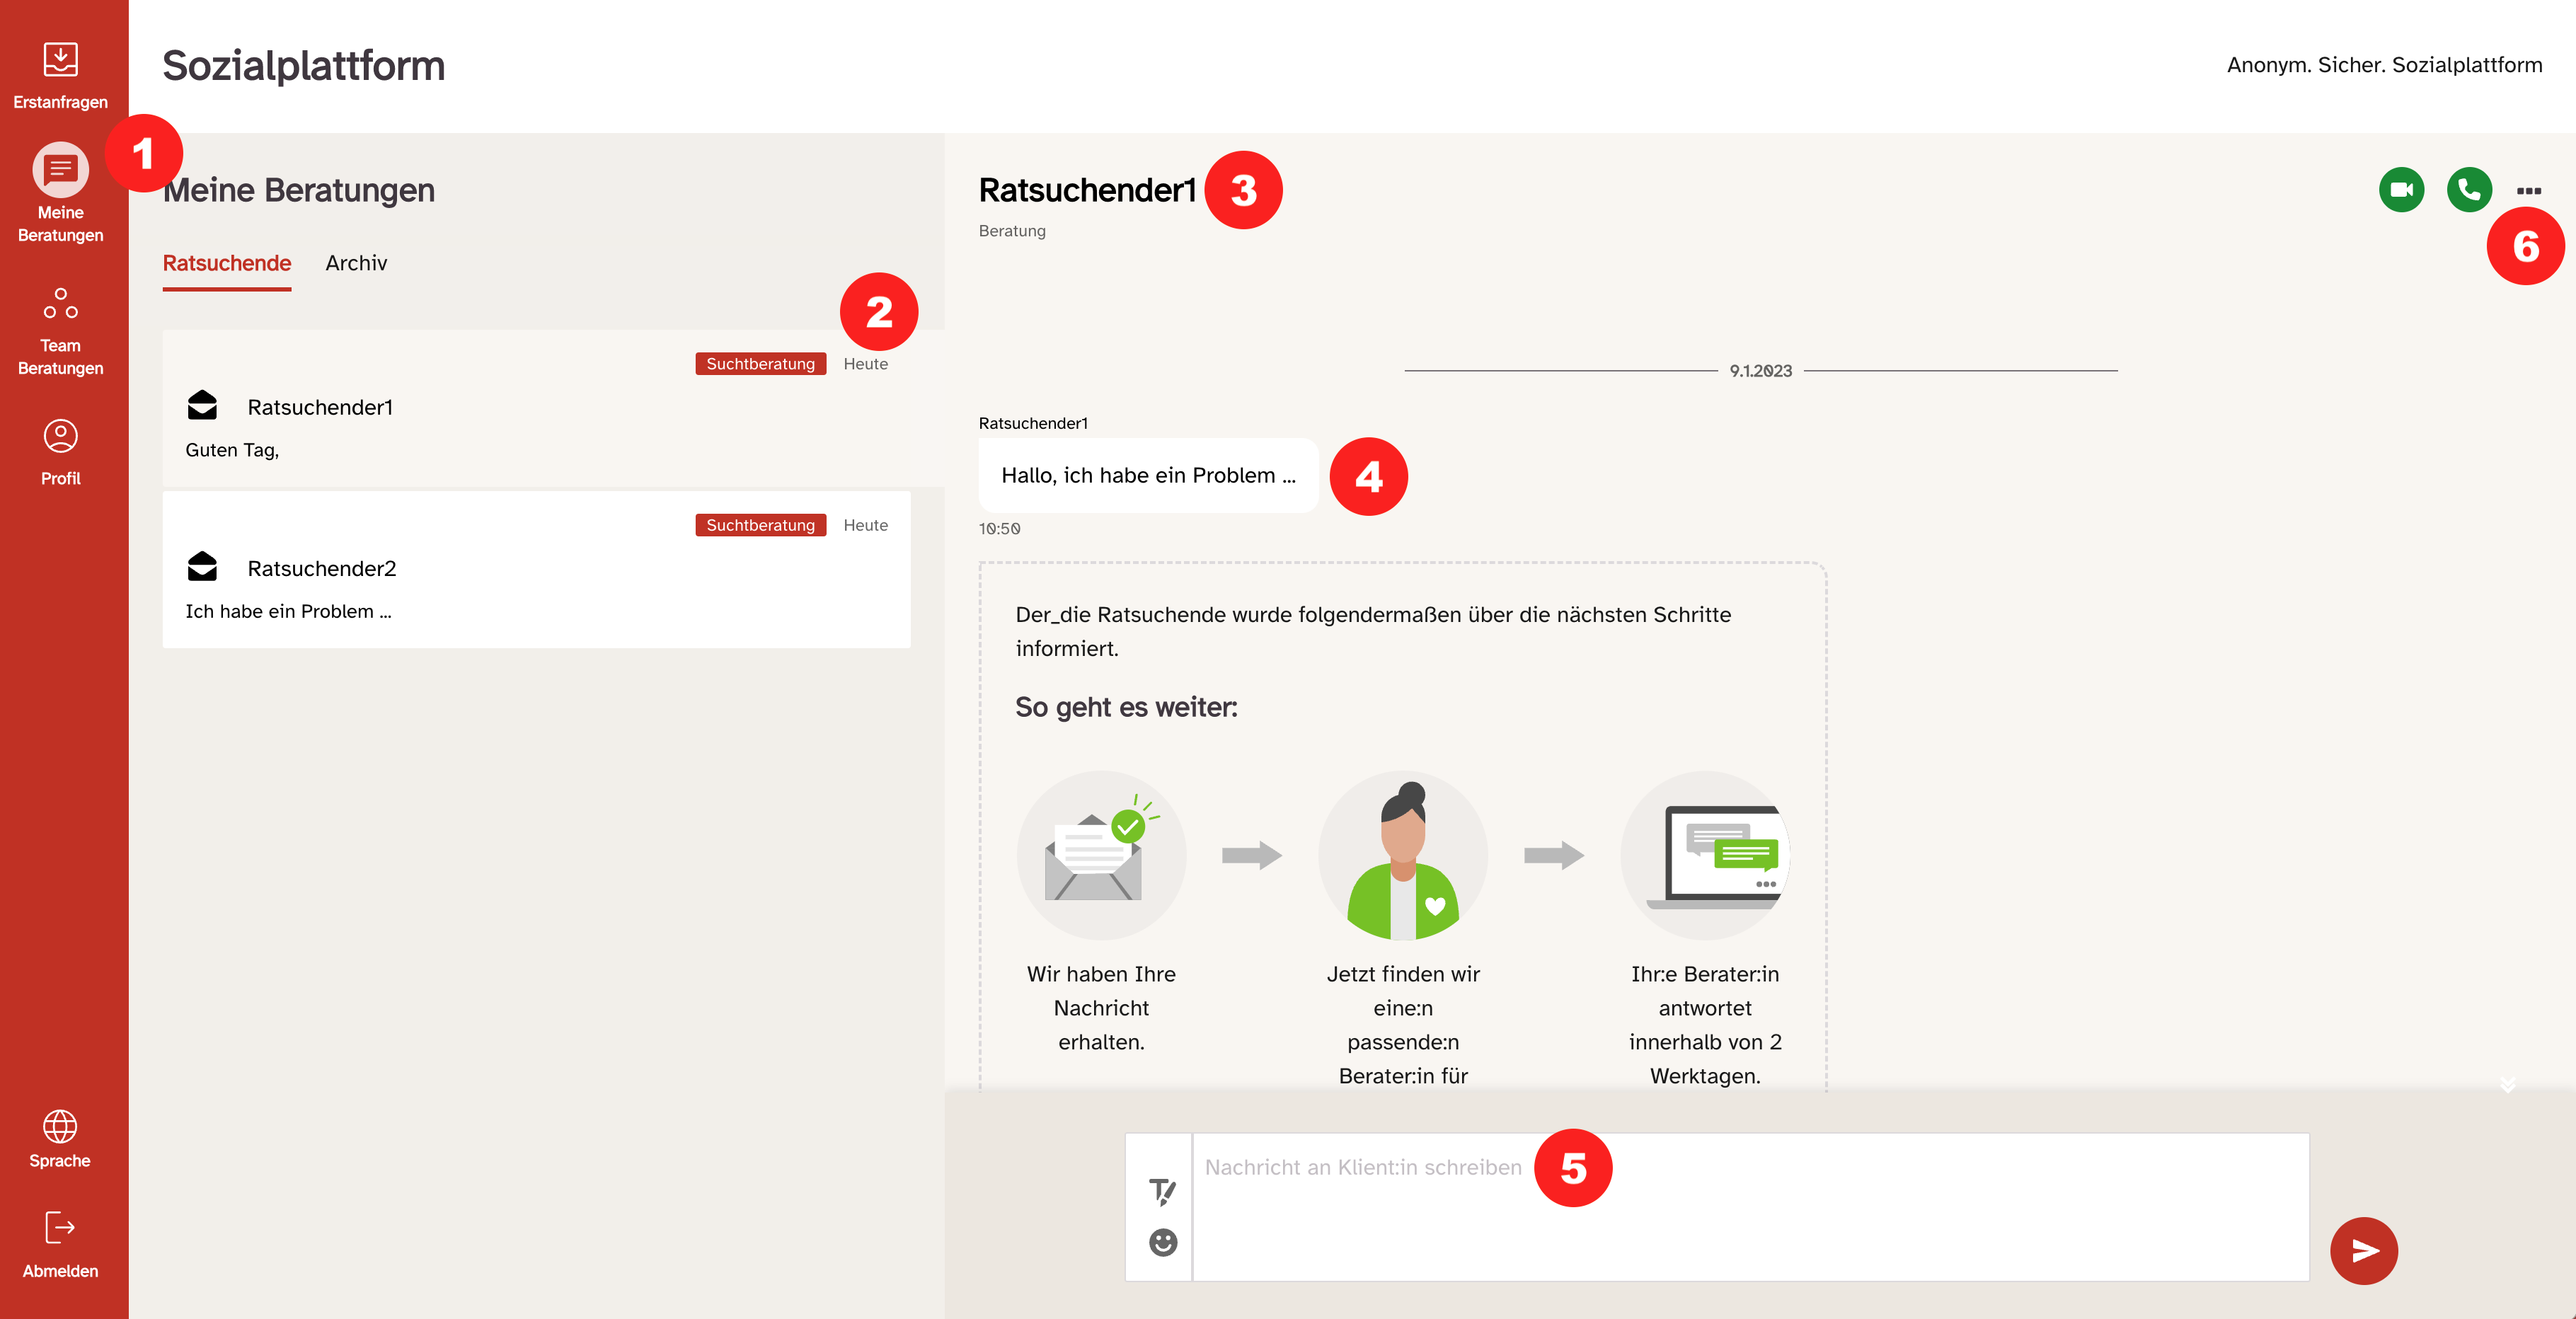 Erstanfragen
Meine
Beratungen
Team
Beratungen
Profil
Sprache
Abmelden
Sozialplattform
Anonym. Sicher. Sozialplattform
1
Meine Beratungen
Ratsuchende Archiv
2
Suchtberatung Heute
Ratsuchender1
Guten Tag,
Suchtberatung Heute
Ratsuchender2
Ich habe ein Problem ...
Ratsuchender1 3
Beratung
6
9.1.2023
Ratsuchender1
Hallo, ich habe ein Problem ... 4
10:50
Der_die Ratsuchende wurde folgendermaßen über die nächsten Schritte
informiert.
So geht es weiter:
Wir haben Ihre
Nachricht
erhalten.
Jetzt finden wir
eine:n
passende:n
Berater:in für
Ihr:e Berater:in
antwortet
innerhalb von 2
Werktagen.
Nachricht an Klient:in schreiben 5